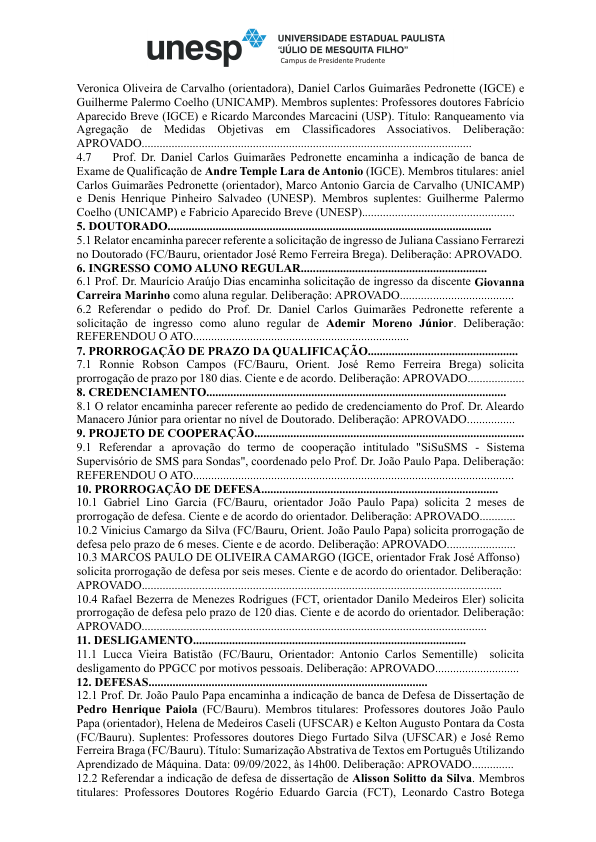 unesp
UNIVERSIDADE ESTADUAL PAULISTA
"JÚLIO DE MESQUITA FILHO"
Campus de Presidente Prudente
Veronica Oliveira de Carvalho (orientadora), Daniel Carlos Guimarães Pedronette (IGCE) e
Guilherme Palermo Coelho (UNICAMP). Membros suplentes: Professores doutores Fabrício
Aparecido Breve (IGCE) e Ricardo Marcondes Marcacini (USP). Título: Ranqueamento via
Agregação de Medidas Objetivas em Classificadores Associativos. Deliberação:
APROVADO................................................................................................................
4.7 Prof. Dr. Daniel Carlos Guimarães Pedronette encaminha a indicação de banca de
Exame de Qualificação de Andre Temple Lara de Antonio (IGCE). Membros titulares: aniel
Carlos Guimarães Pedronette (orientador), Marco Antonio Garcia de Carvalho (UNICAMP)
e Denis Henrique Pinheiro Salvadeo (UNESP). Membros suplentes: Guilherme Palermo
Coelho (UNICAMP) e Fabricio Aparecido Breve (UNESP)...................................................
5. DOUTORADO.............................................................................................................
5.1 Relator encaminha parecer referente a solicitação de ingresso de Juliana Cassiano Ferrarezi
no Doutorado (FC/Bauru, orientador José Remo Ferreira Brega). Deliberação: APROVADO.
6. INGRESSO COMO ALUNO REGULAR..............................................................
6.1 Prof. Dr. Maurício Araújo Dias encaminha solicitação de ingresso da discente Giovanna
Carreira Marinho como aluna regular. Deliberação: APROVADO......................................
6.2 Referendar o pedido do Prof. Dr. Daniel Carlos Guimarães Pedronette referente a
solicitação de ingresso como aluno regular de Ademir Moreno Júnior. Deliberação:
REFERENDOU O ATO........................................................................
7. PRORROGAÇÃO DE PRAZO DA QUALIFICAÇÃO..................................................
7.1 Ronnie Robson Campos (FC/Bauru, Orient. José Remo Ferreira Brega) solicita
prorrogação de prazo por 180 dias. Ciente e de acordo. Deliberação: APROVADO...................
8. CREDENCIAMENTO....................................................................................................
8.1 O relator encaminha parecer referente ao pedido de credenciamento do Prof. Dr. Aleardo
Manacero Júnior para orientar no nível de Doutorado. Deliberação: APROVADO................
9. PROJETO DE COOPERAÇÃO..........................................................................................
9.1 Referendar a aprovação do termo de cooperação intitulado "SiSuSMS - Sistema
Supervisório de SMS para Sondas", coordenado pelo Prof. Dr. João Paulo Papa. Deliberação:
REFERENDOU O ATO...........................................................................................................
10. PRORROGAÇÃO DE DEFESA...............................................................................
10.1 Gabriel Lino Garcia (FC/Bauru, orientador João Paulo Papa) solicita 2 meses de
prorrogação de defesa. Ciente e de acordo do orientador. Deliberação: APROVADO............
10.2 Vinicius Camargo da Silva (FC/Bauru, Orient. João Paulo Papa) solicita prorrogação de
defesa pelo prazo de 6 meses. Ciente e de acordo. Deliberação: APROVADO.......................
10.3 MARCOS PAULO DE OLIVEIRA CAMARGO (IGCE, orientador Frak José Affonso)
solicita prorrogação de defesa por seis meses. Ciente e de acordo do orientador. Deliberação:
APROVADO........................................................................................................................
10.4 Rafael Bezerra de Menezes Rodrigues (FCT, orientador Danilo Medeiros Eler) solicita
prorrogação de defesa pelo prazo de 120 dias. Ciente e de acordo do orientador. Deliberação:
APROVADO...................................................................................................................
11. DESLIGAMENTO...........................................................................................
11.1 Lucca Vieira Batistão (FC/Bauru, Orientador: Antonio Carlos Sementille) solicita
desligamento do PPGCC por motivos pessoais. Deliberação: APROVADO............................
12. DEFESAS............................................................................................
12.1 Prof. Dr. João Paulo Papa encaminha a indicação de banca de Defesa de Dissertação de
Pedro Henrique Paiola (FC/Bauru). Membros titulares: Professores doutores João Paulo
Papa (orientador), Helena de Medeiros Caseli (UFSCAR) e Kelton Augusto Pontara da Costa
(FC/Bauru). Suplentes: Professores doutores Diego Furtado Silva (UFSCAR) e José Remo
Ferreira Braga (FC/Bauru). Título: Sumarização Abstrativa de Textos em Português Utilizando
Aprendizado de Máquina. Data: 09/09/2022, às 14h00. Deliberação: APROVADO..............
12.2 Referendar a indicação de defesa de dissertação de Alisson Solitto da Silva. Membros
titulares: Professores Doutores Rogério Eduardo Garcia (FCT), Leonardo Castro Botega